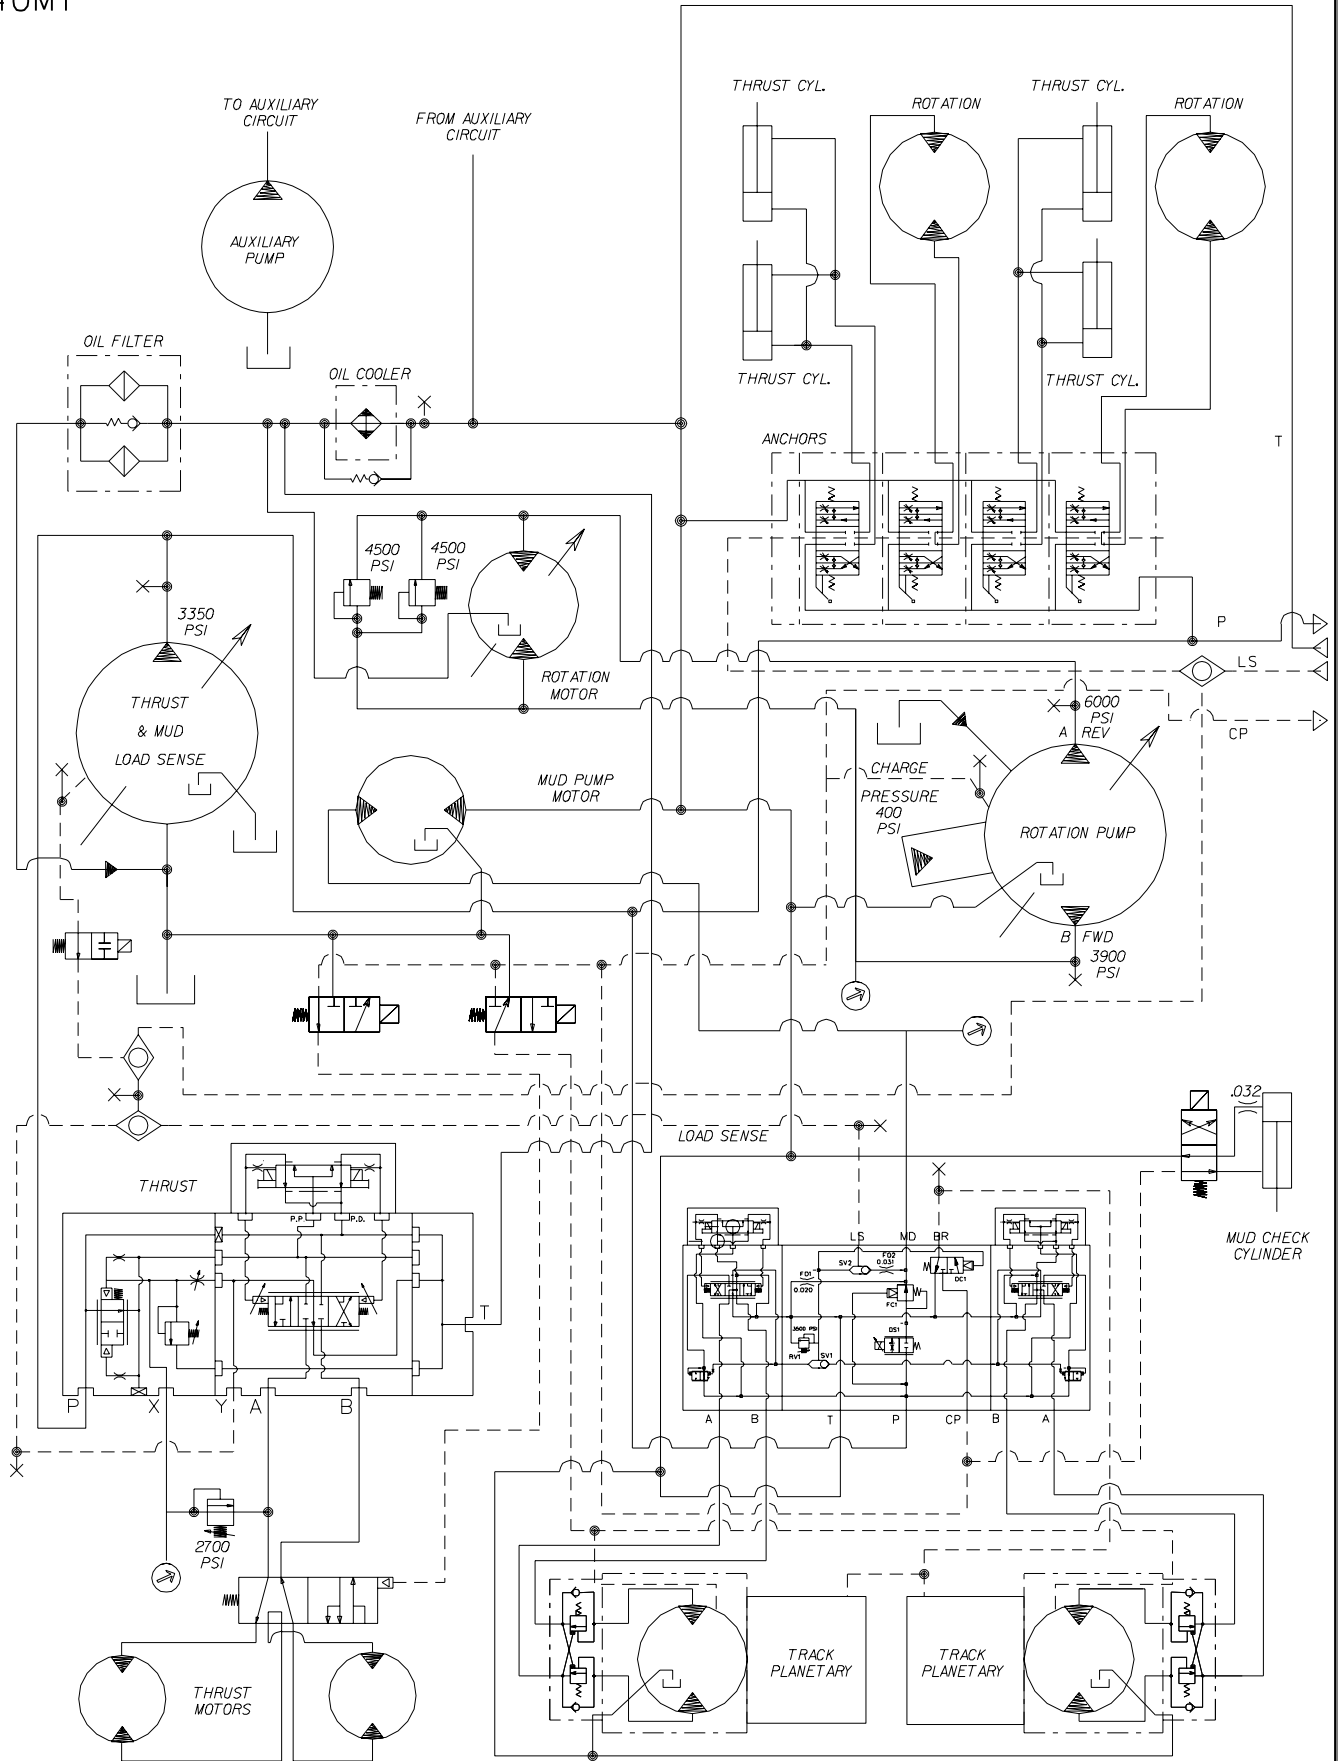 40M1
TO AUXILIARY
CIRCUIT
FROM AUXILIARY
CIRCUIT
THRUST CYL.
ROTATION
THRUST CYL.
ROTATION
AUXILIARY
PUMP
OIL FILTER
OIL COOLER
THRUST CYL.
THRUST CYL.
ANCHORS
T
4500
PSI
4500
PSI
3350
PSI
P
LS
ROTATION
MOTOR
THRUST
& MUD
LOAD SENSE
6000
PSI
A REV
CP
MUD PUMP
MOTOR
CHARGE
PRESSURE
400
PSI
ROTATION PUMP
B FWD
3900
PSI
.032
LOAD SENSE
THRUST
P.P.
P.D.
MUD CHECK
CYLINDER
LS
MD
BR
SV2
FO2
0.031
FO1
0.020
DC1
FC1
T
3600 PSI
DS1
RV1
SV1
P
X
Y
A
B
A
B
T
P
CP
B
A
2700
PSI
THRUST
MOTORS
TRACK
PLANETARY
TRACK
PLANETARY